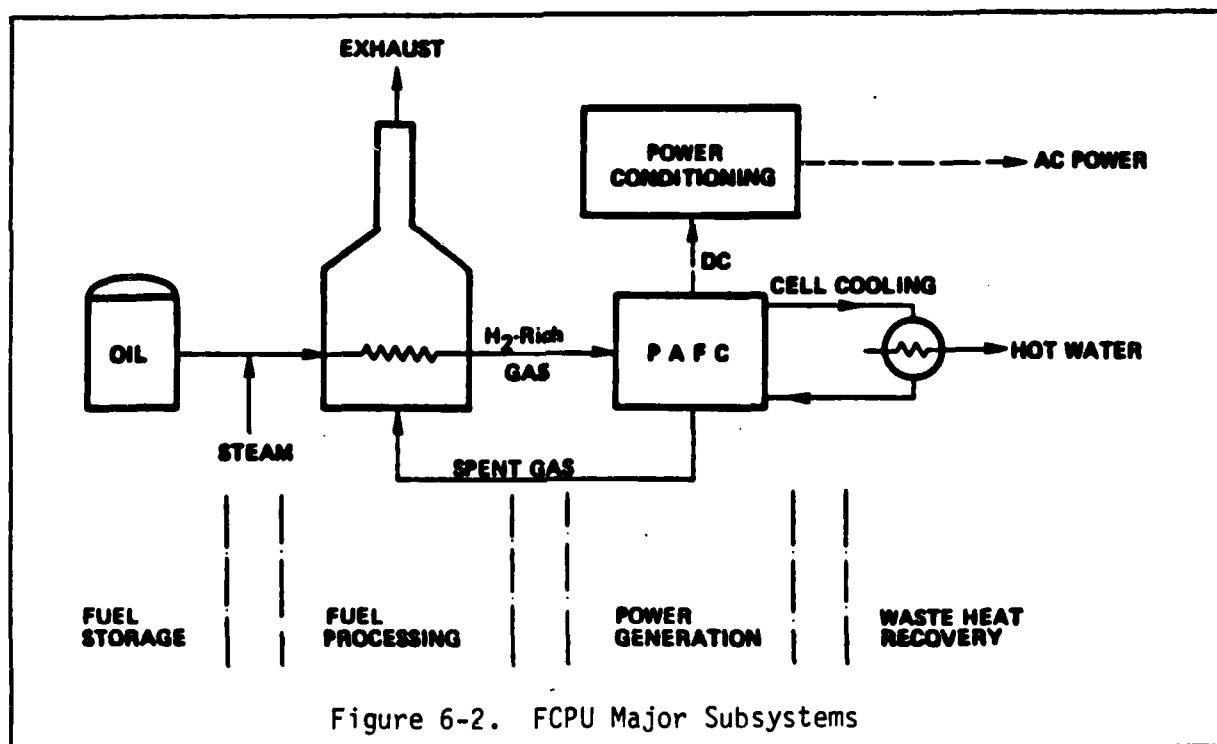 EXHAUST
POWER
CONDITIONING
AC POWER
DC
CELL COOLING
OIL
H2-Rich
GAS
PAFC
HOT WATER
STEAM
SPENT GAS
FUEL
STORAGE
FUEL
PROCESSING
POWER
GENERATION
WASTE HEAT
RECOVERY
Figure 6-2. FCPU Major Subsystems